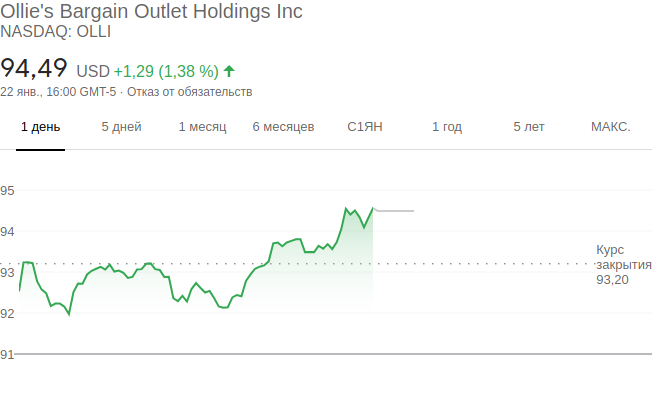 Ollie's Bargain Outlet Holdings Inc
NASDAQ: OLLI
94,49 USD +1,29 (1,38 %)
22 янв., 16:00 GMT-5 · Отказ от обязательств
1 день 5 дней 1 месяц 6 месяцев С1ЯН 1 год 5 лет МАКС.
95
94
Курс
закрытия
93
93,20
92
91